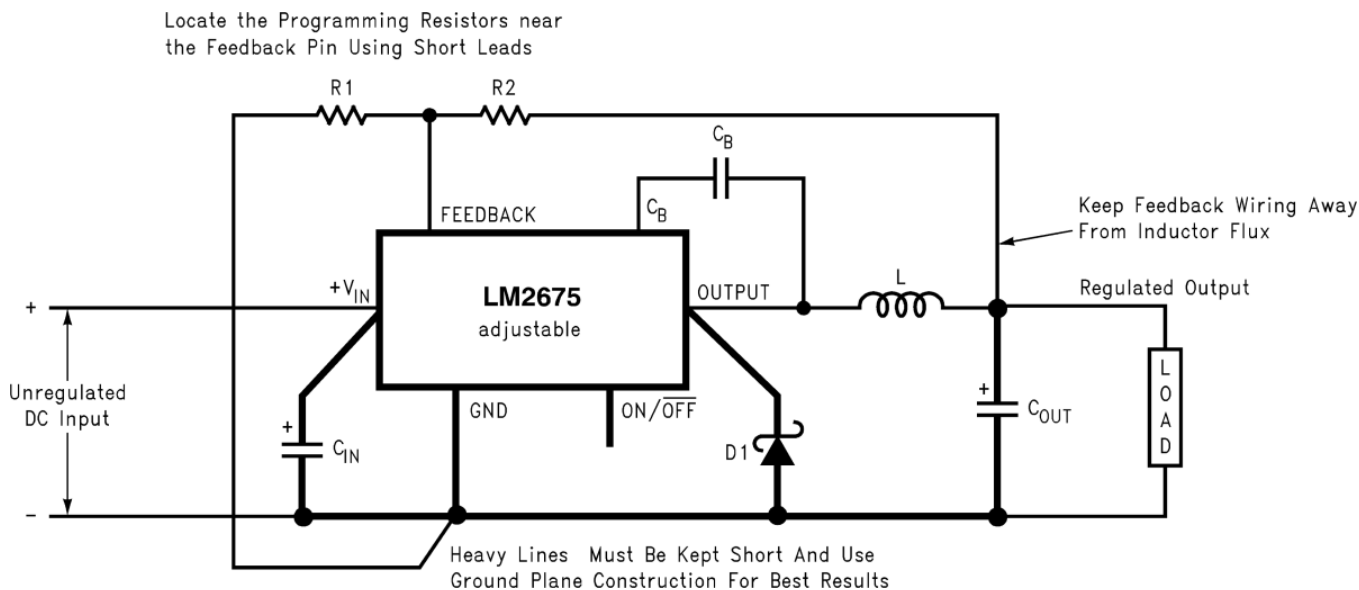 Locate the Programming Resistors near
the Feedback Pin Using Short Leads
R1
R2
C_B
FEEDBACK
C_B
Keep Feedback Wiring Away
From Inductor Flux
+V_IN
LM2675
adjustable
OUTPUT
L
Regulated Output
+
Unregulated
DC Input
-
+
C_IN
GND
ON/O̅F̅F̅
D1
+
C_OUT
LOAD
Heavy Lines Must Be Kept Short And Use
Ground Plane Construction For Best Results